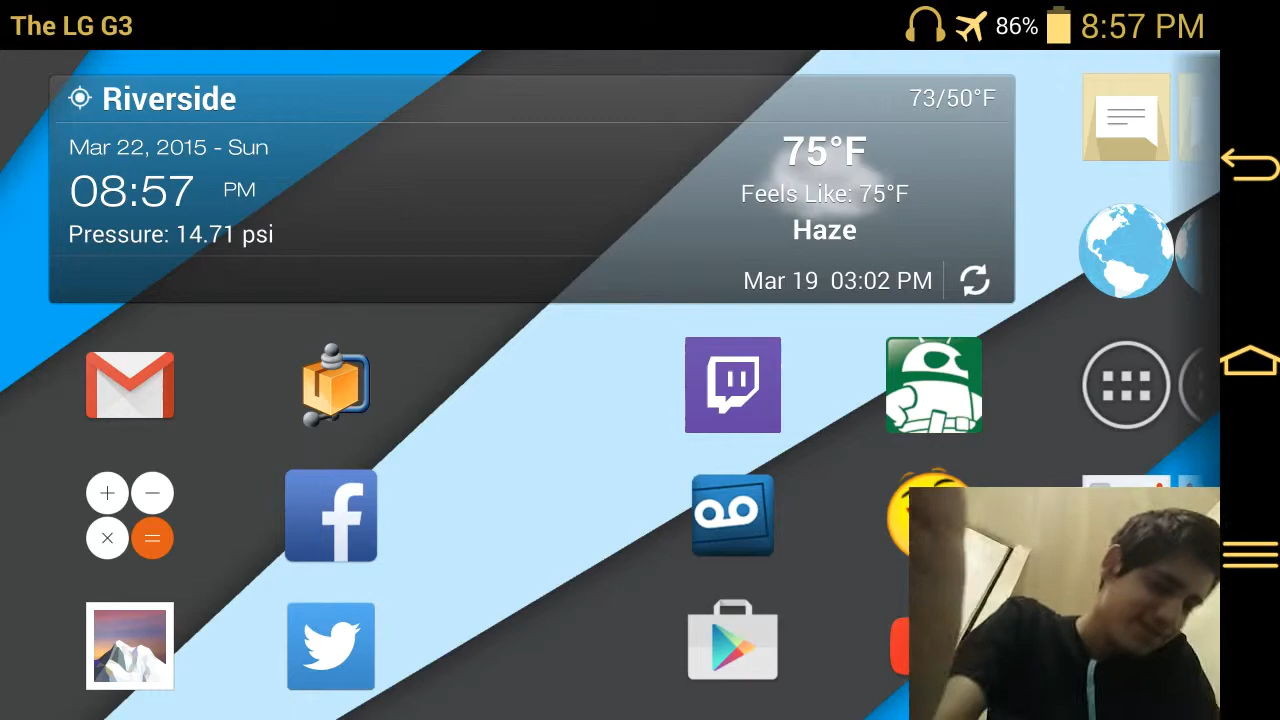 The LG G3
86%
8:57 PM
Riverside
73/50°F
Mar 22, 2015 - Sun
08:57 PM
Pressure: 14.71 psi
75°F
Feels Like: 75°F
Haze
Mar 19 03:02 PM